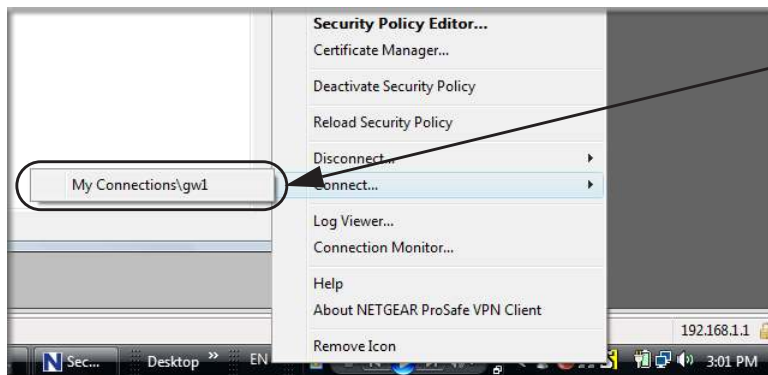 Security Policy Editor...
Certificate Manager...
Deactivate Security Policy
Reload Security Policy
Disconnect...
My Connections\gw1
Connect...
Log Viewer...
Connection Monitor...
Help
About NETGEAR ProSafe VPN Client
192.168.1.1
Remove Icon
N Sec... Desktop » EN 3:01 PM